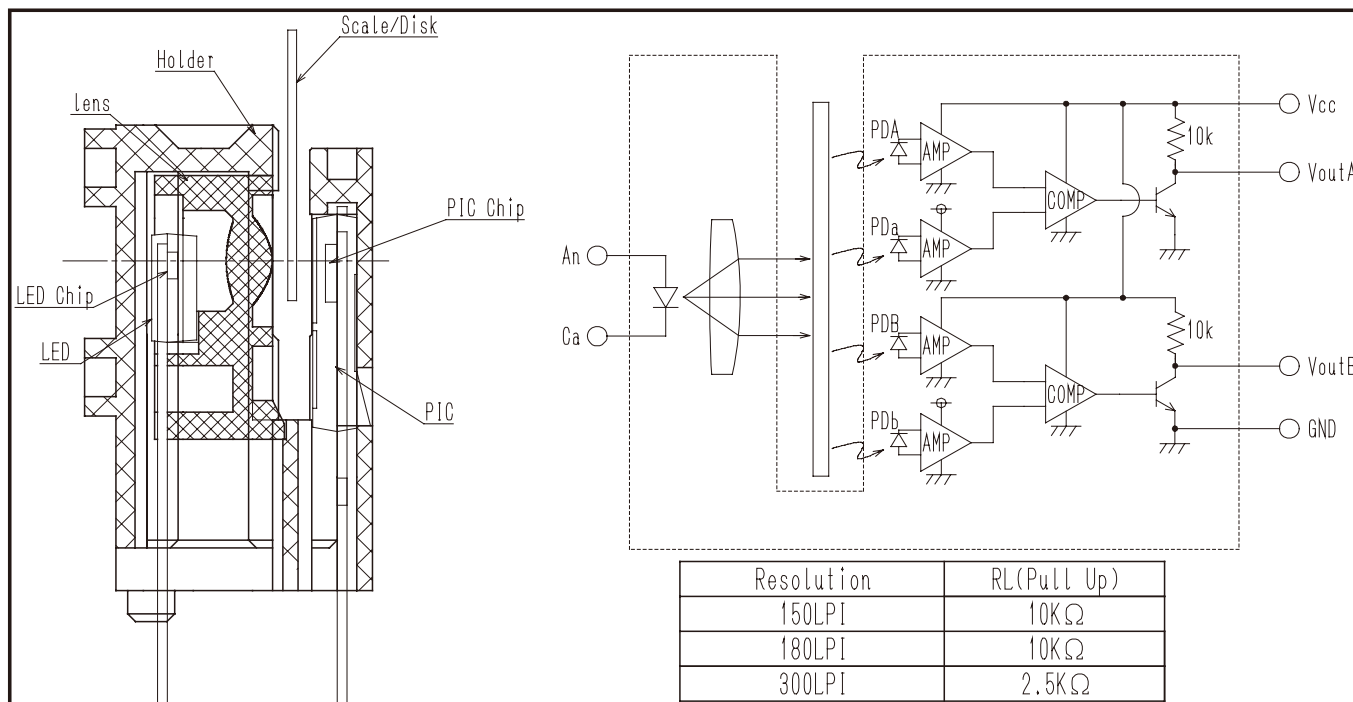 Scale/Disk
Holder
lens
PIC Chip
LED Chip
LED
PIC
An
Ca
PDA
AMP
PDa
AMP
COMP
PDB
AMP
PDb
AMP
COMP
10k
10k
Vcc
VoutA
VoutB
GND
Resolution RL(Pull Up)
150LPI 10KΩ
180LPI 10KΩ
300LPI 2.5KΩ